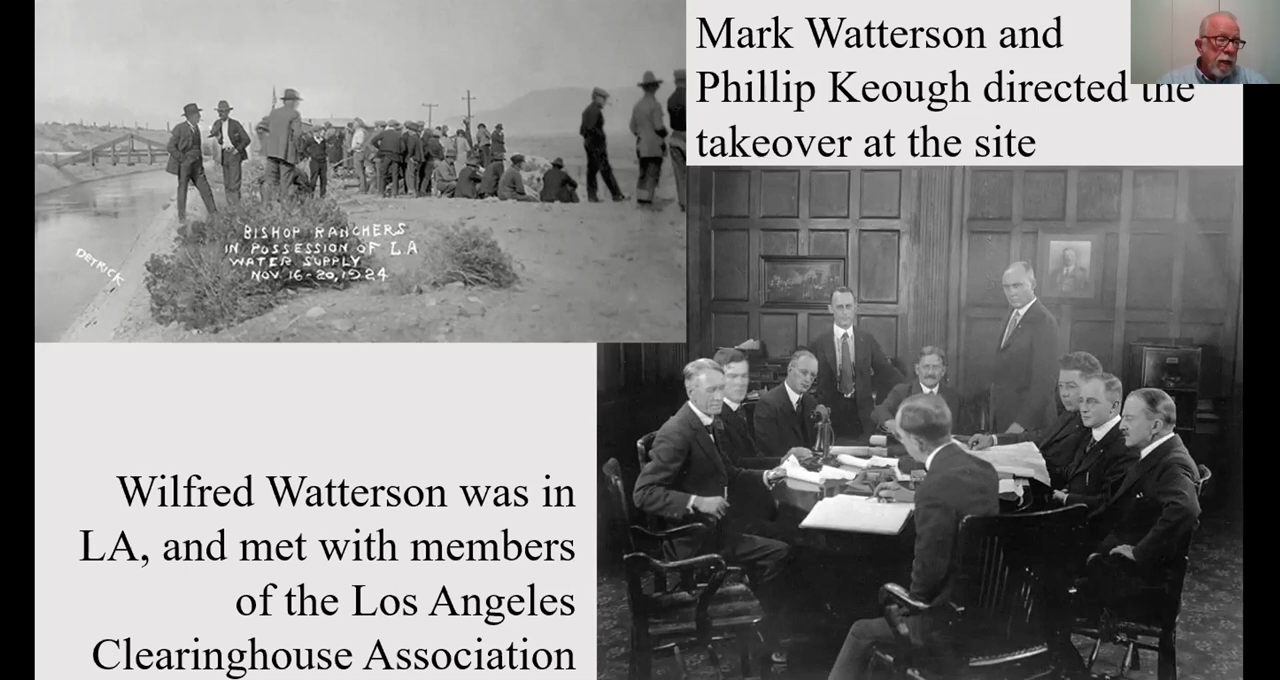 Mark Watterson and
Phillip Keough directed the
takeover at the site
BISHOP RANCHERS
IN POSSESSION OF L.A
WATER SUPPLY
NOV 16-20, 1924
DETRICK
Wilfred Watterson was in
LA, and met with members
of the Los Angeles
Clearinghouse Association